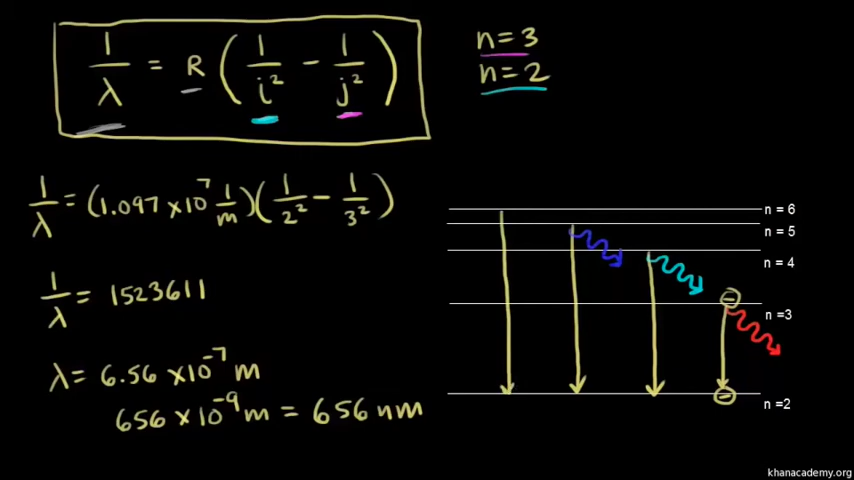 1/λ = R (1/i² − 1/j²)
n=3
n=2
1/λ = (1.097 ×10⁷ 1/m)(1/2² − 1/3²)
1/λ = 1523611
λ = 6.56 ×10⁻⁷ m
656 ×10⁻⁹ m = 656 nm
n = 6
n = 5
n = 4
n =3
n =2
khanacademy.org